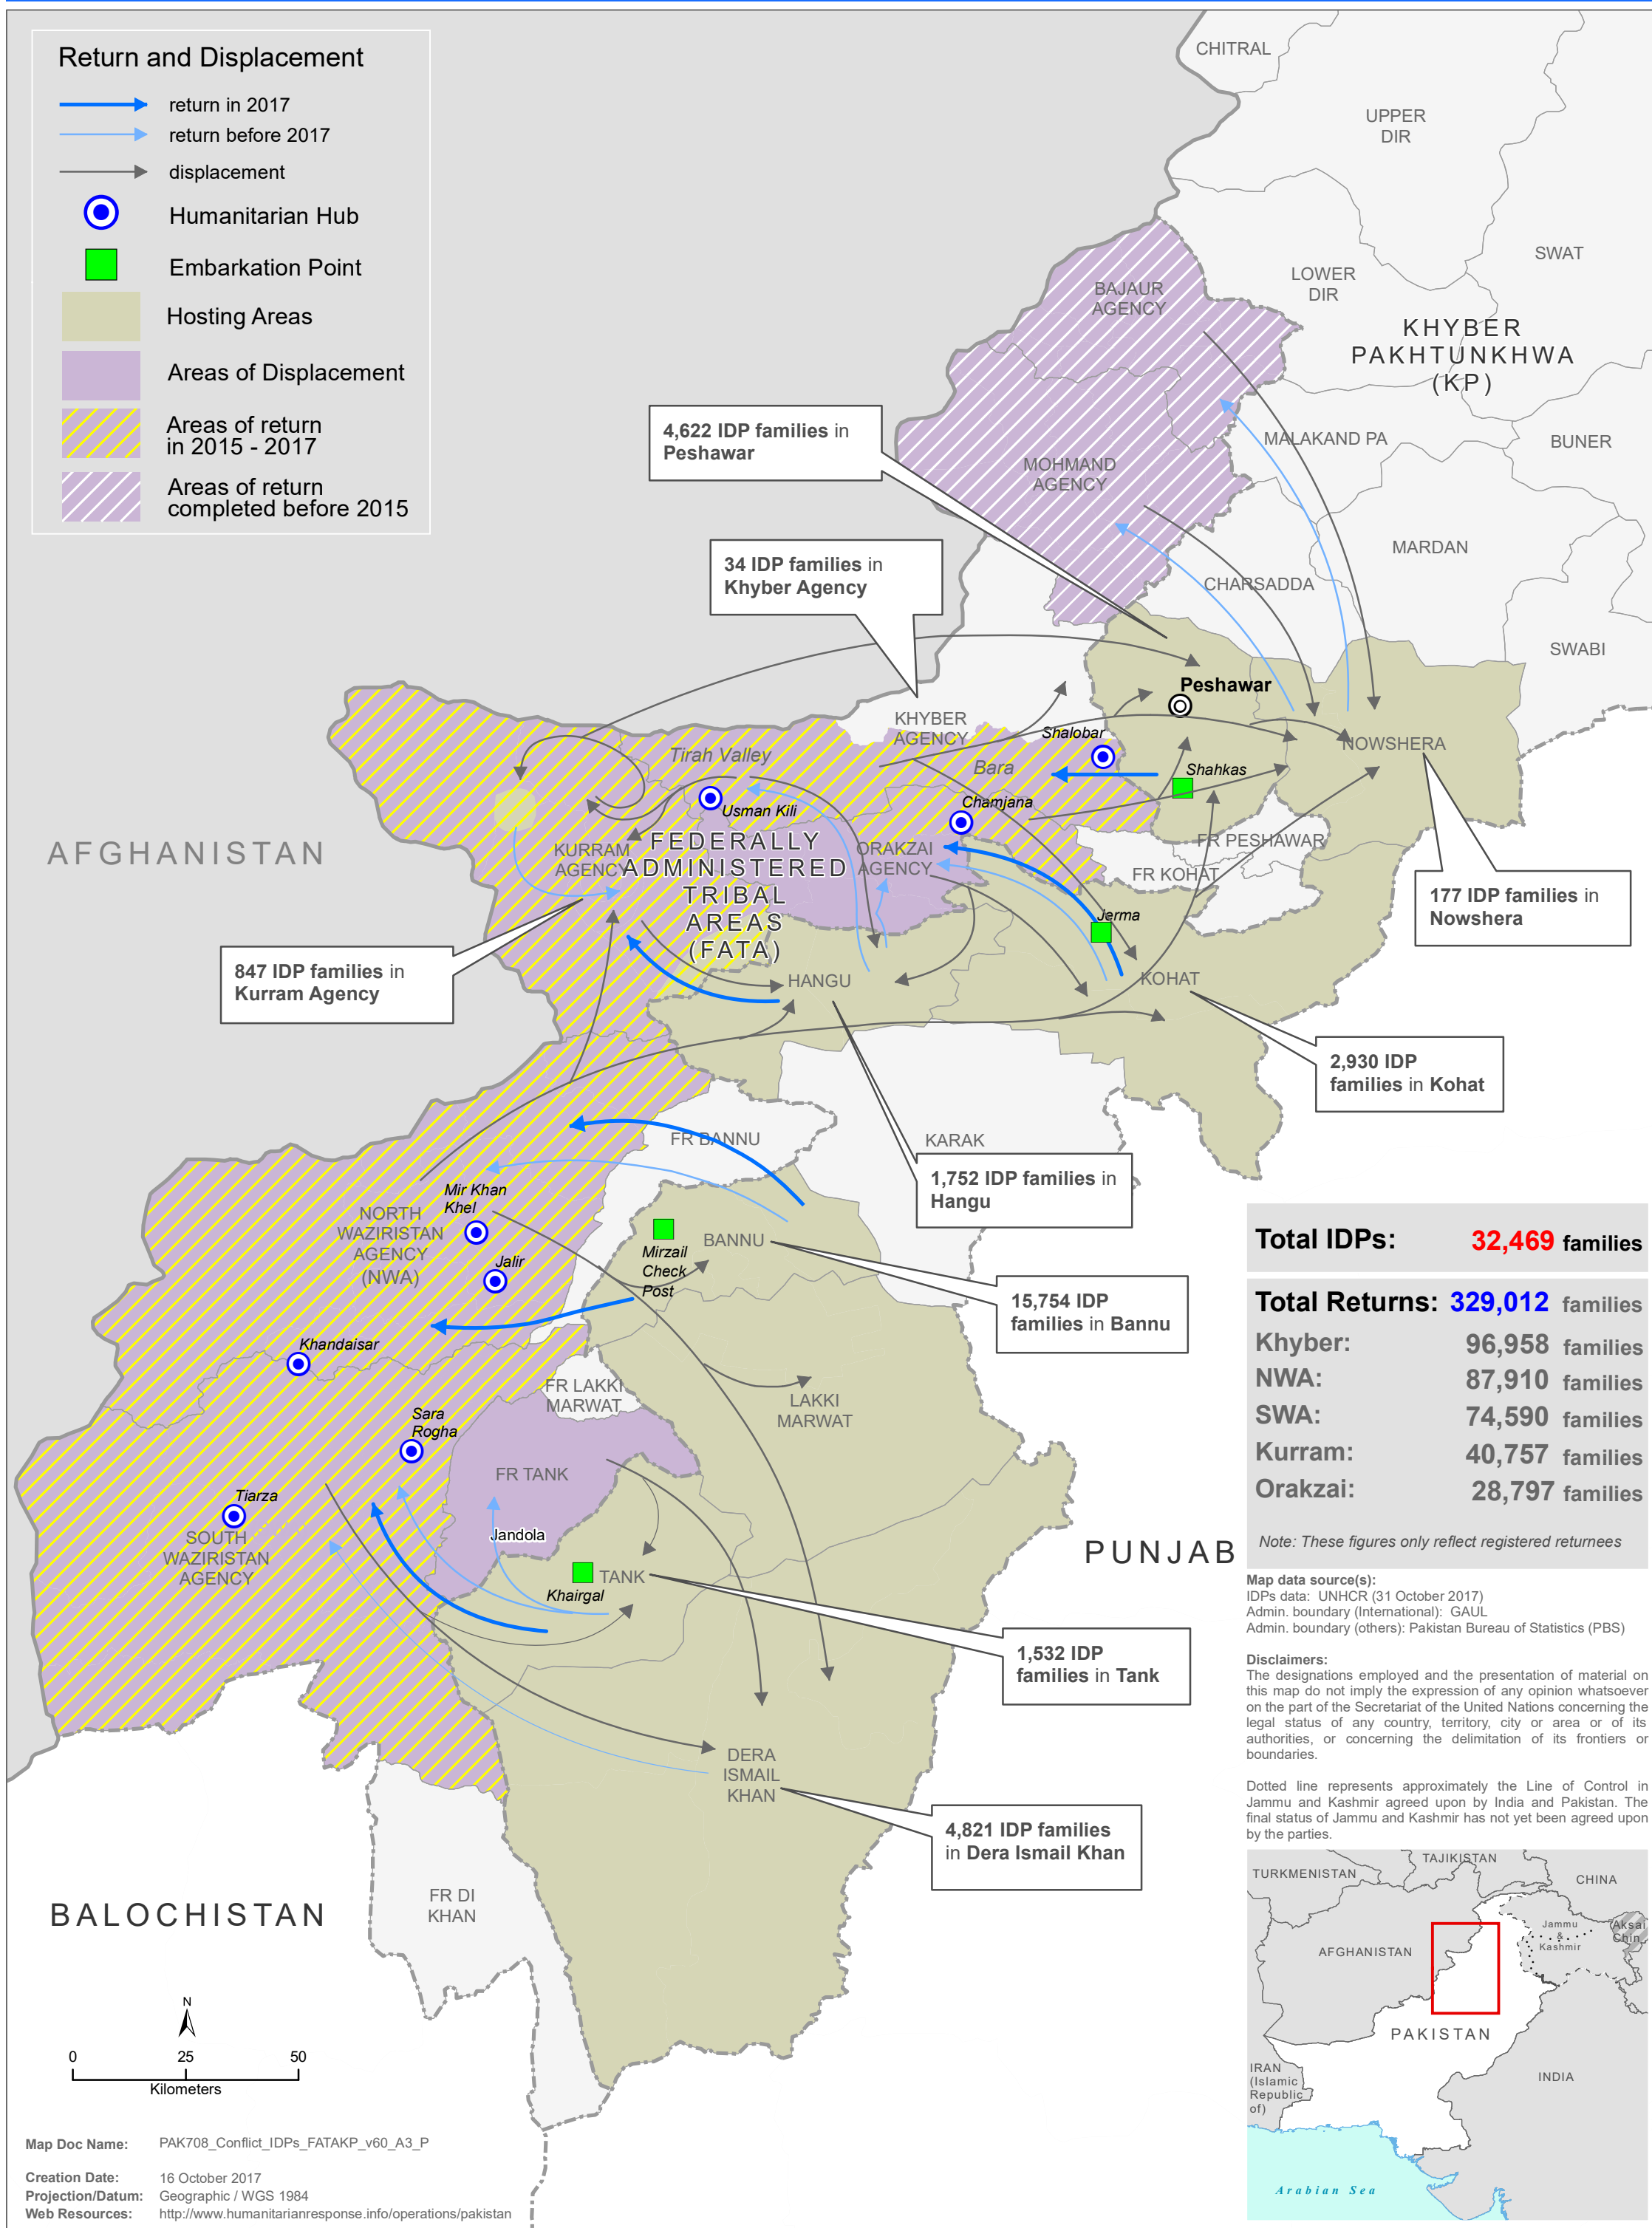 Return and Displacement
return in 2017
return before 2017
displacement
Humanitarian Hub
Embarkation Point
Hosting Areas
Areas of Displacement
Areas of return
in 2015 - 2017
Areas of return
completed before 2015
CHITRAL
UPPER
DIR
SWAT
LOWER
DIR
BAJAUR
AGENCY
KHYBER
PAKHTUNKHWA
(KP)
MALAKAND PA
BUNER
4,622 IDP families in
Peshawar
MOHMAND
AGENCY
MARDAN
34 IDP families in
Khyber Agency
CHARSADDA
SWABI
Peshawar
KHYBER
AGENCY
Shalobar
NOWSHERA
Tirah Valley
Bara
Shahkas
Usman Kili
Chamjana
AFGHANISTAN
FEDERALLY
ADMINISTERED
TRIBAL
AREAS
(FATA)
KURRAM
AGENCY
ORAKZAI
AGENCY
FR PESHAWAR
FR KOHAT
177 IDP families in
Nowshera
Jerma
847 IDP families in
Kurram Agency
HANGU
KOHAT
2,930 IDP
families in Kohat
FR BANNU
KARAK
1,752 IDP families in
Hangu
Mir Khan
Khel
NORTH
WAZIRISTAN
AGENCY
(NWA)
Jalir
Mirzail
Check
Post
BANNU
15,754 IDP
families in Bannu
Khandaisar
FR LAKKI
MARWAT
LAKKI
MARWAT
Sara
Rogha
FR TANK
Tiarza
SOUTH
WAZIRISTAN
AGENCY
Jandola
Khairgal
TANK
PUNJAB
1,532 IDP
families in Tank
DERA
ISMAIL
KHAN
4,821 IDP families
in Dera Ismail Khan
FR DI
KHAN
BALOCHISTAN
Total IDPs: 32,469 families
Total Returns: 329,012 families
Khyber: 96,958 families
NWA: 87,910 families
SWA: 74,590 families
Kurram: 40,757 families
Orakzai: 28,797 families
Note: These figures only reflect registered returnees
Map data source(s):
IDPs data: UNHCR (31 October 2017)
Admin. boundary (International): GAUL
Admin. boundary (others): Pakistan Bureau of Statistics (PBS)
Disclaimers:
The designations employed and the presentation of material on
this map do not imply the expression of any opinion whatsoever
on the part of the Secretariat of the United Nations concerning the
legal status of any country, territory, city or area or of its
authorities, or concerning the delimitation of its frontiers or
boundaries.
Dotted line represents approximately the Line of Control in
Jammu and Kashmir agreed upon by India and Pakistan. The
final status of Jammu and Kashmir has not yet been agreed upon
by the parties.
TURKMENISTAN
TAJIKISTAN
CHINA
Jammu
&
Kashmir
Aksai
Chin
AFGHANISTAN
PAKISTAN
IRAN
(Islamic
Republic
of)
INDIA
Arabian Sea
N
0 25 50
Kilometers
Map Doc Name: PAK708_Conflict_IDPs_FATAKP_v60_A3_P
Creation Date: 16 October 2017
Projection/Datum: Geographic / WGS 1984
Web Resources: http://www.humanitarianresponse.info/operations/pakistan